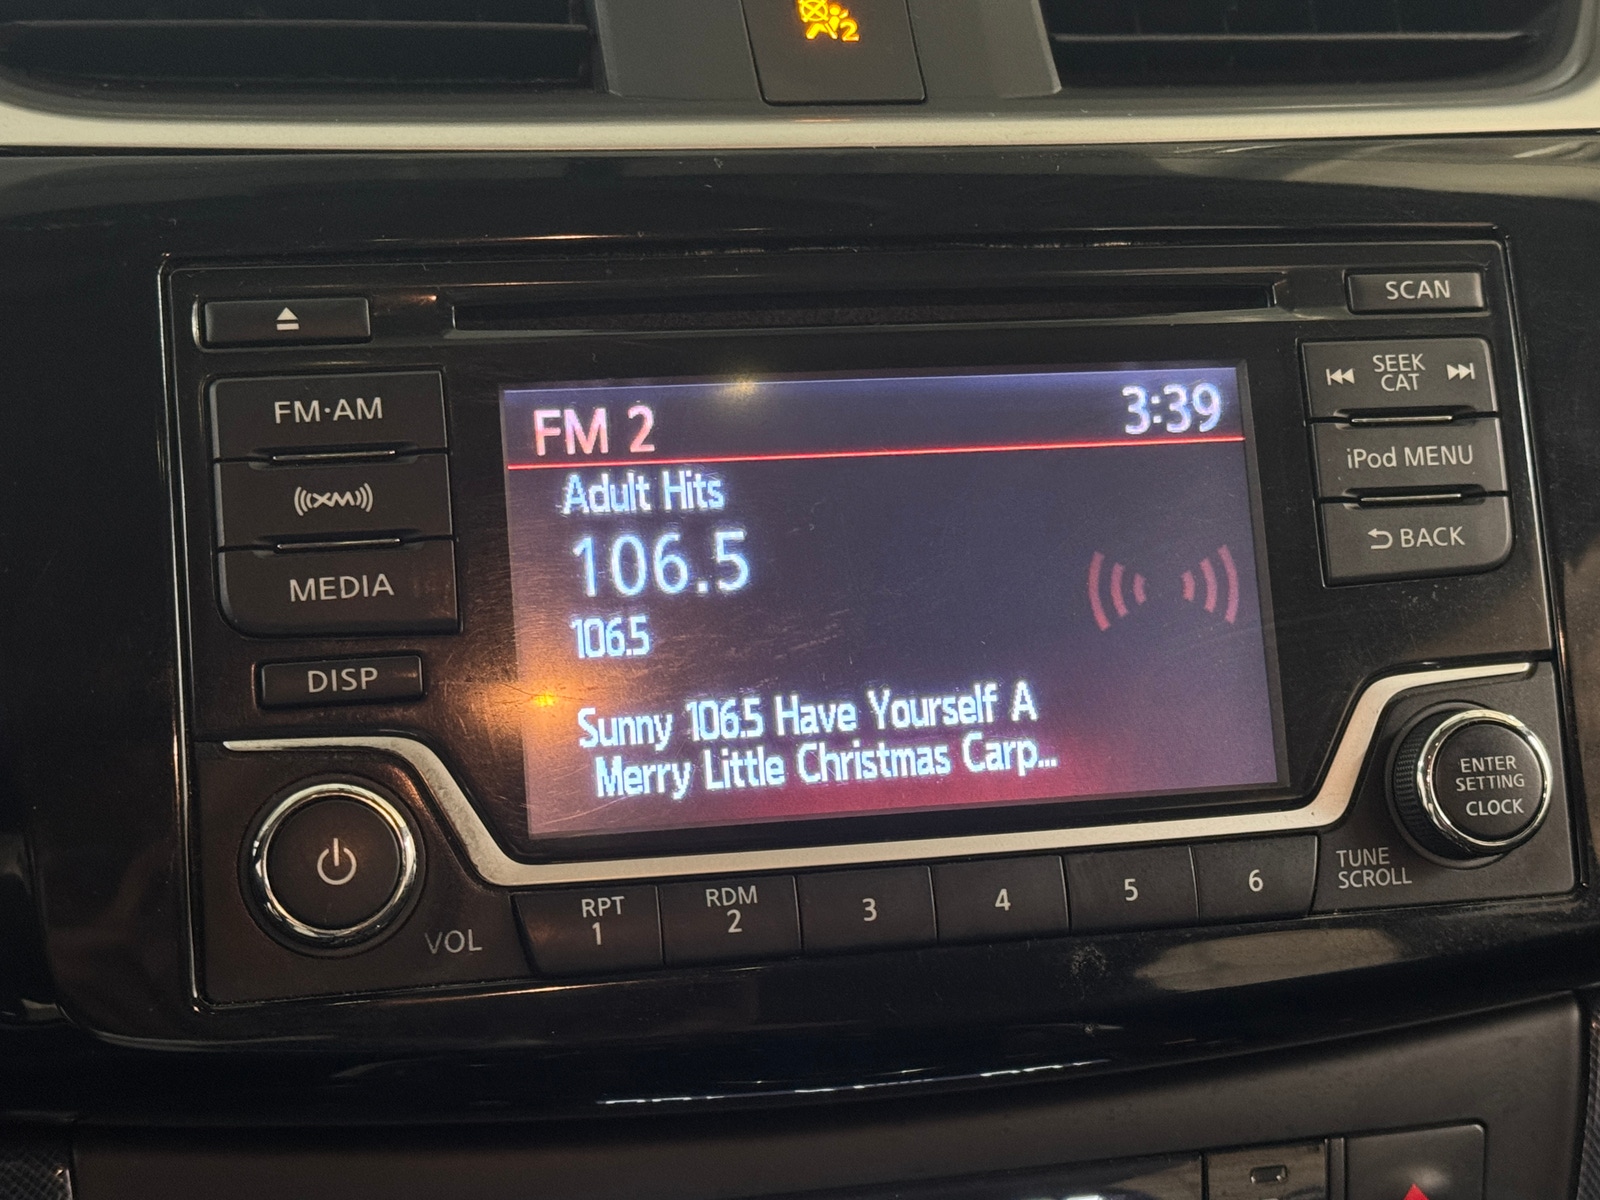 2
SCAN
FM·AM
SEEK
CAT
FM 2 3:39
Adult Hits
XM
iPod MENU
106.5
BACK
MEDIA
106.5
DISP
Sunny 106.5 Have Yourself A
Merry Little Christmas Carp...
ENTER
SETTING
CLOCK
TUNE
SCROLL
VOL
RPT
1
RDM
2
3
4
5
6